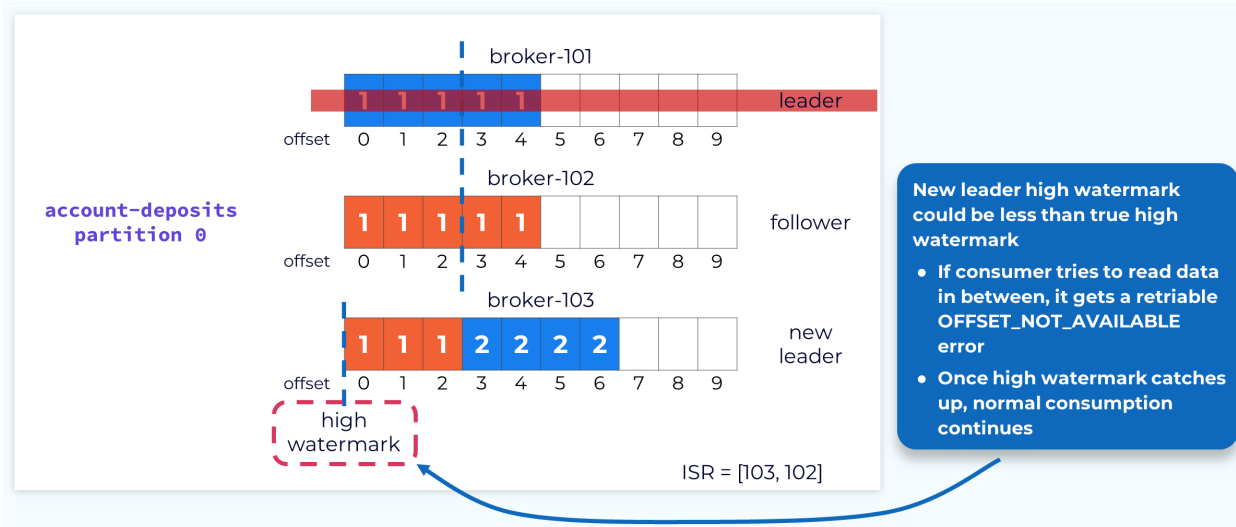 broker-101
1 1 1 1 1
leader
offset 0 1 2 3 4 5 6 7 8 9
broker-102
account-deposits
partition 0
1 1 1 1 1
follower
offset 0 1 2 3 4 5 6 7 8 9
broker-103
1 1 1 2 2 2 2
new
leader
offset 0 1 2 3 4 5 6 7 8 9
high
watermark
ISR = [103, 102]
New leader high watermark
could be less than true high
watermark
● If consumer tries to read data
in between, it gets a retriable
OFFSET_NOT_AVAILABLE
error
● Once high watermark catches
up, normal consumption
continues